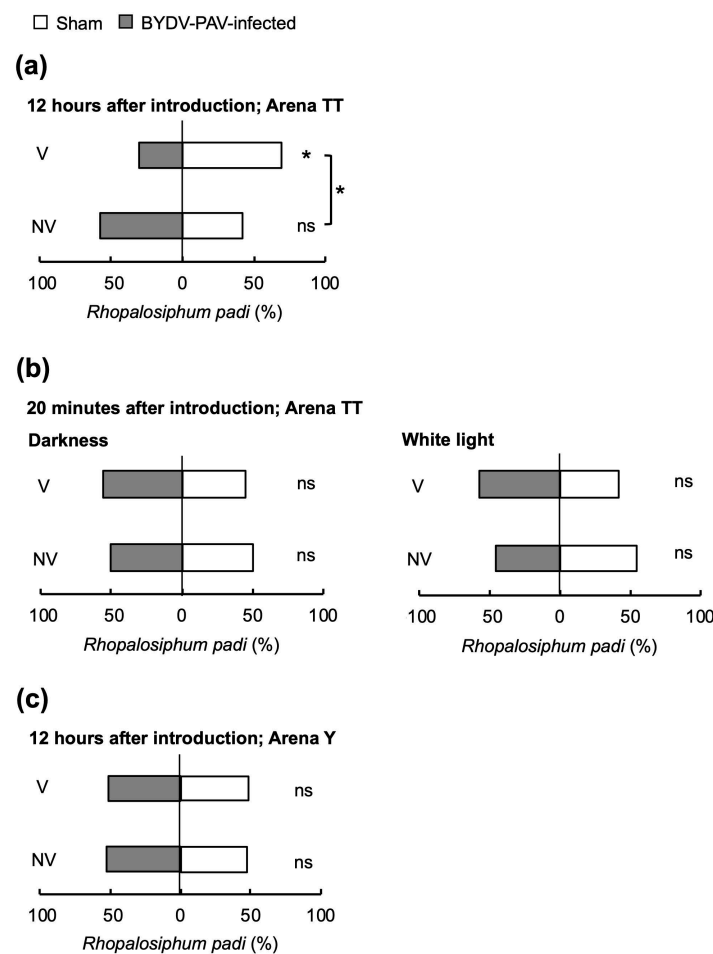 Sham BYDV-PAV-infected
(a)
12 hours after introduction; Arena TT
V *
*
NV ns
100 50 0 50 100
Rhopalosiphum padi (%)
(b)
20 minutes after introduction; Arena TT
Darkness
V ns
NV ns
100 50 0 50 100
Rhopalosiphum padi (%)
White light
V ns
NV ns
100 50 0 50 100
Rhopalosiphum padi (%)
(c)
12 hours after introduction; Arena Y
V ns
NV ns
100 50 0 50 100
Rhopalosiphum padi (%)